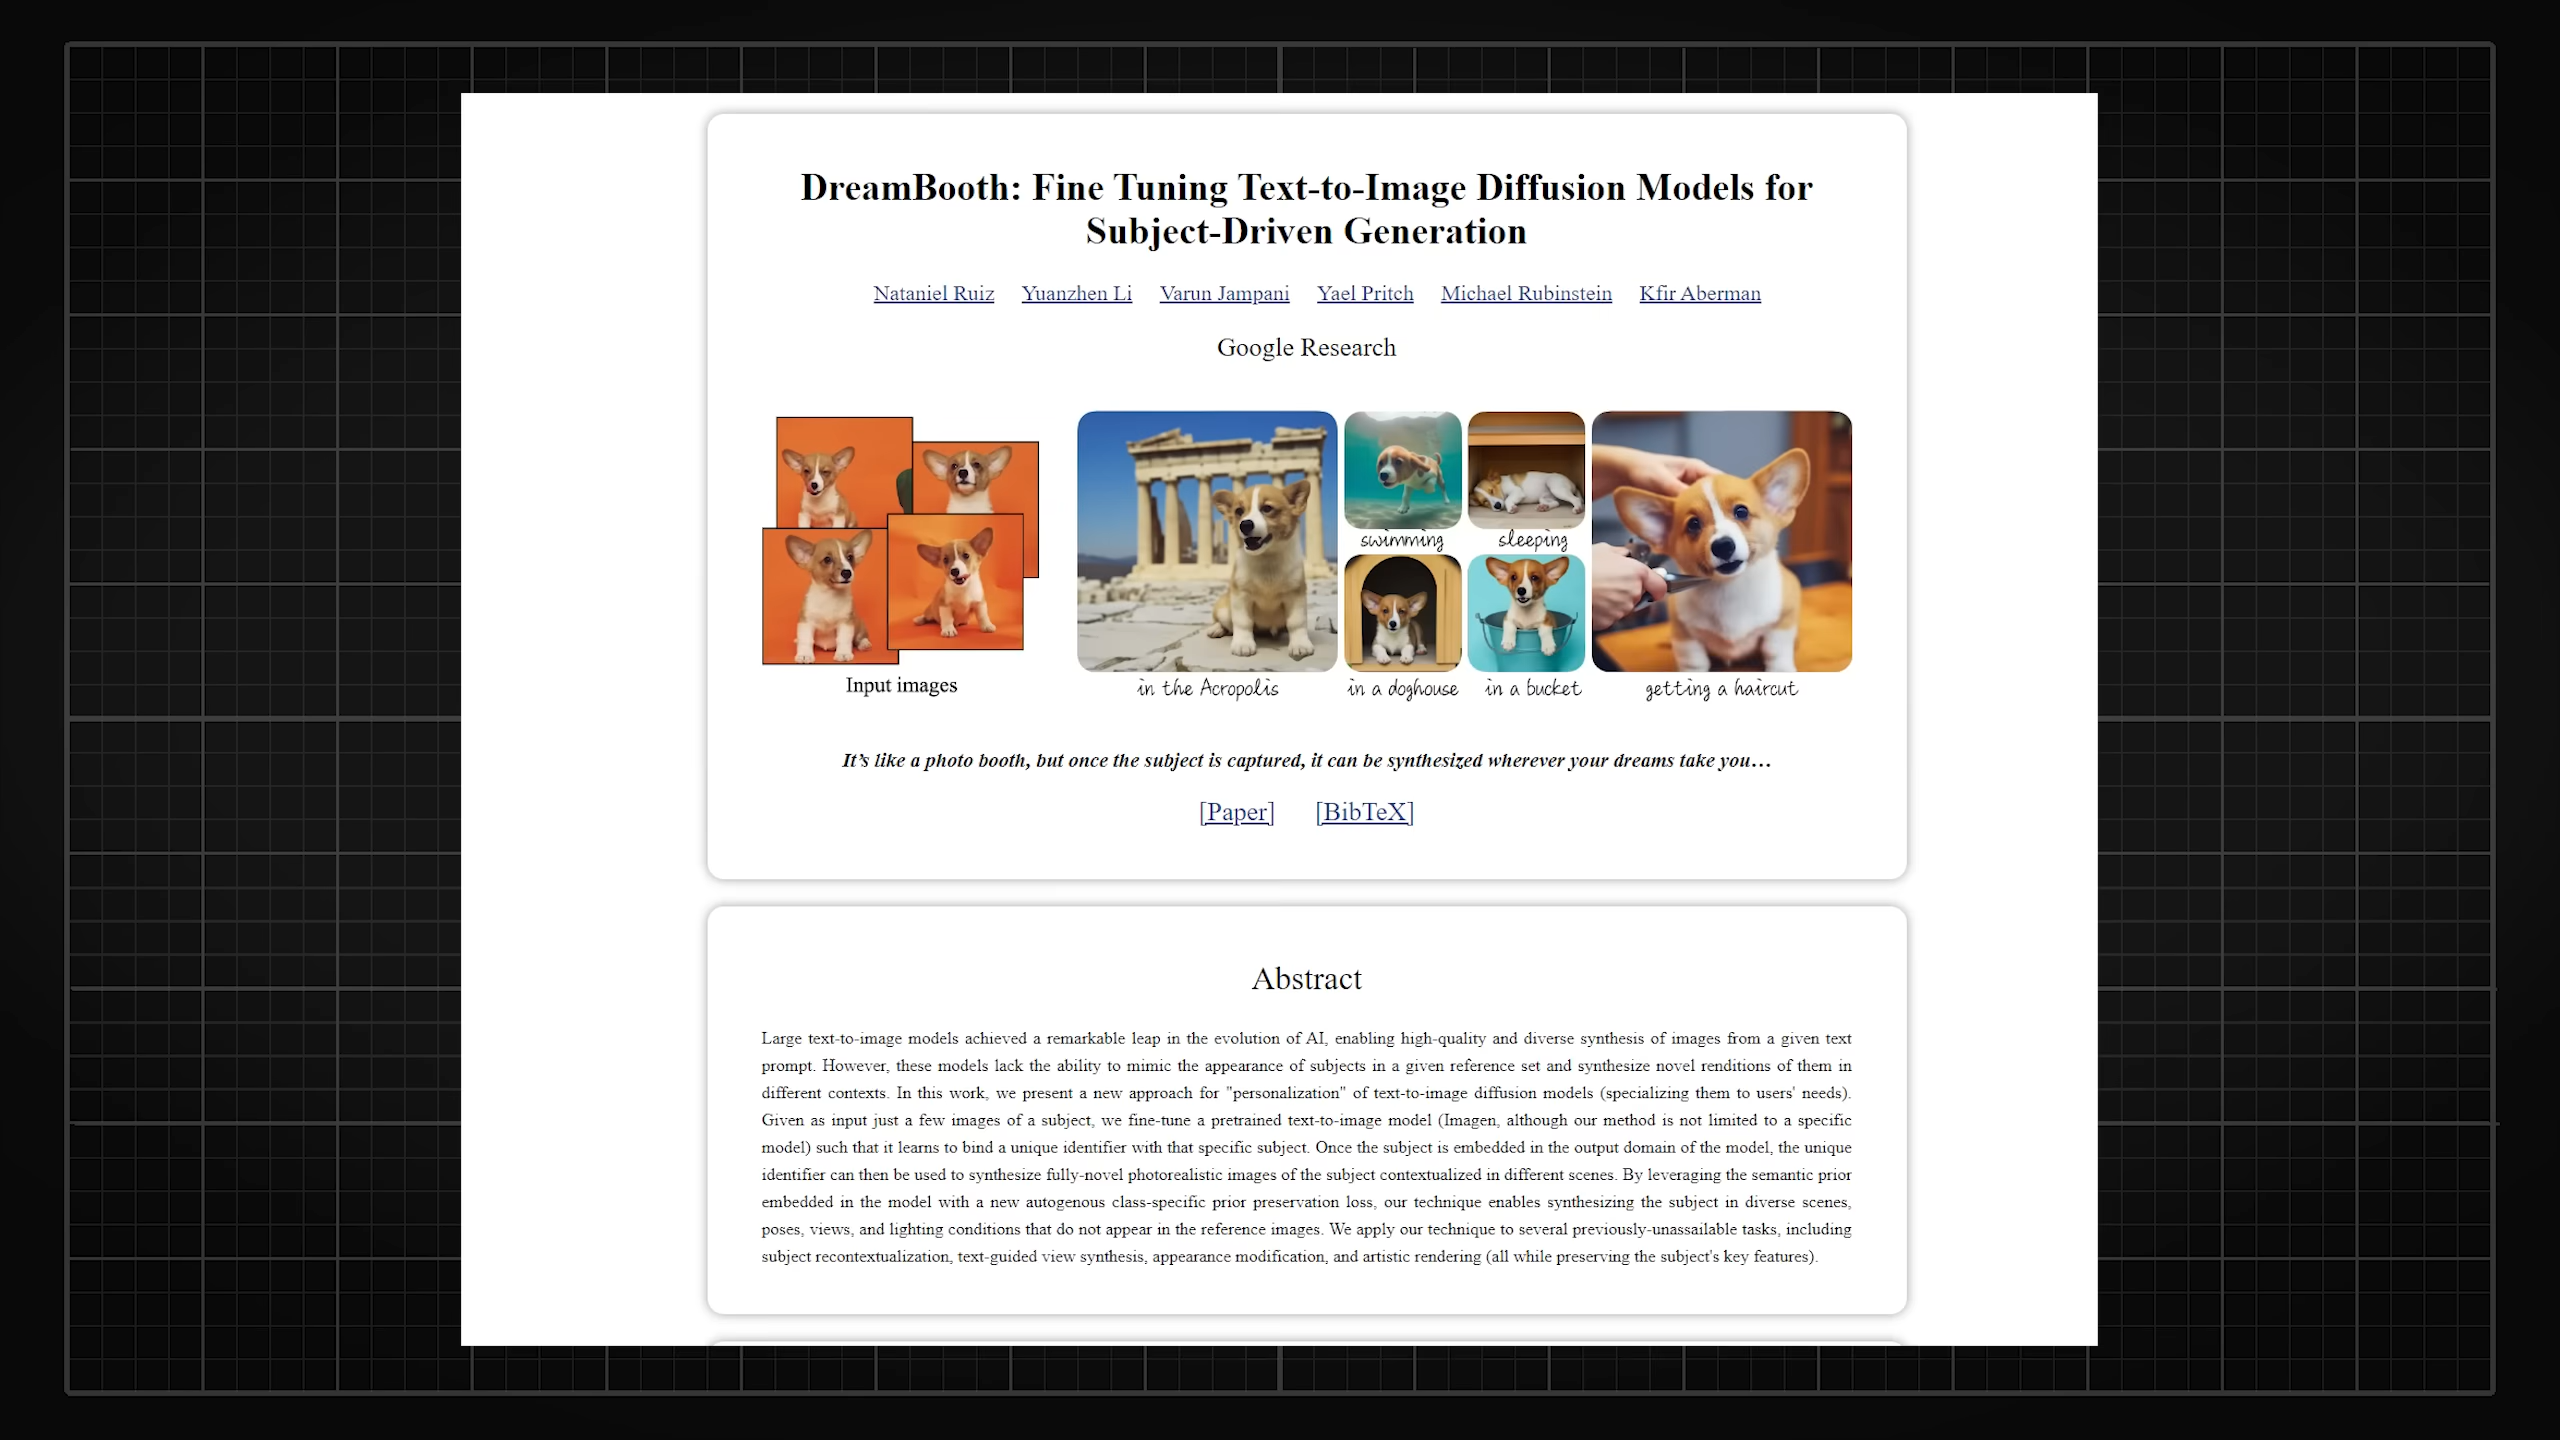 DreamBooth: Fine Tuning Text-to-Image Diffusion Models for
Subject-Driven Generation
Nataniel Ruiz Yuanzhen Li Varun Jampani Yael Pritch Michael Rubinstein Kfir Aberman
Google Research
swimming sleeping
Input images in the Acropolis in a doghouse in a bucket getting a haircut
It’s like a photo booth, but once the subject is captured, it can be synthesized wherever your dreams take you…
[Paper] [BibTeX]
Abstract
Large text-to-image models achieved a remarkable leap in the evolution of AI, enabling high-quality and diverse synthesis of images from a given text
prompt. However, these models lack the ability to mimic the appearance of subjects in a given reference set and synthesize novel renditions of them in
different contexts. In this work, we present a new approach for "personalization" of text-to-image diffusion models (specializing them to users' needs).
Given as input just a few images of a subject, we fine-tune a pretrained text-to-image model (Imagen, although our method is not limited to a specific
model) such that it learns to bind a unique identifier with that specific subject. Once the subject is embedded in the output domain of the model, the unique
identifier can then be used to synthesize fully-novel photorealistic images of the subject contextualized in different scenes. By leveraging the semantic prior
embedded in the model with a new autogenous class-specific prior preservation loss, our technique enables synthesizing the subject in diverse scenes,
poses, views, and lighting conditions that do not appear in the reference images. We apply our technique to several previously-unassailable tasks, including
subject recontextualization, text-guided view synthesis, appearance modification, and artistic rendering (all while preserving the subject's key features).